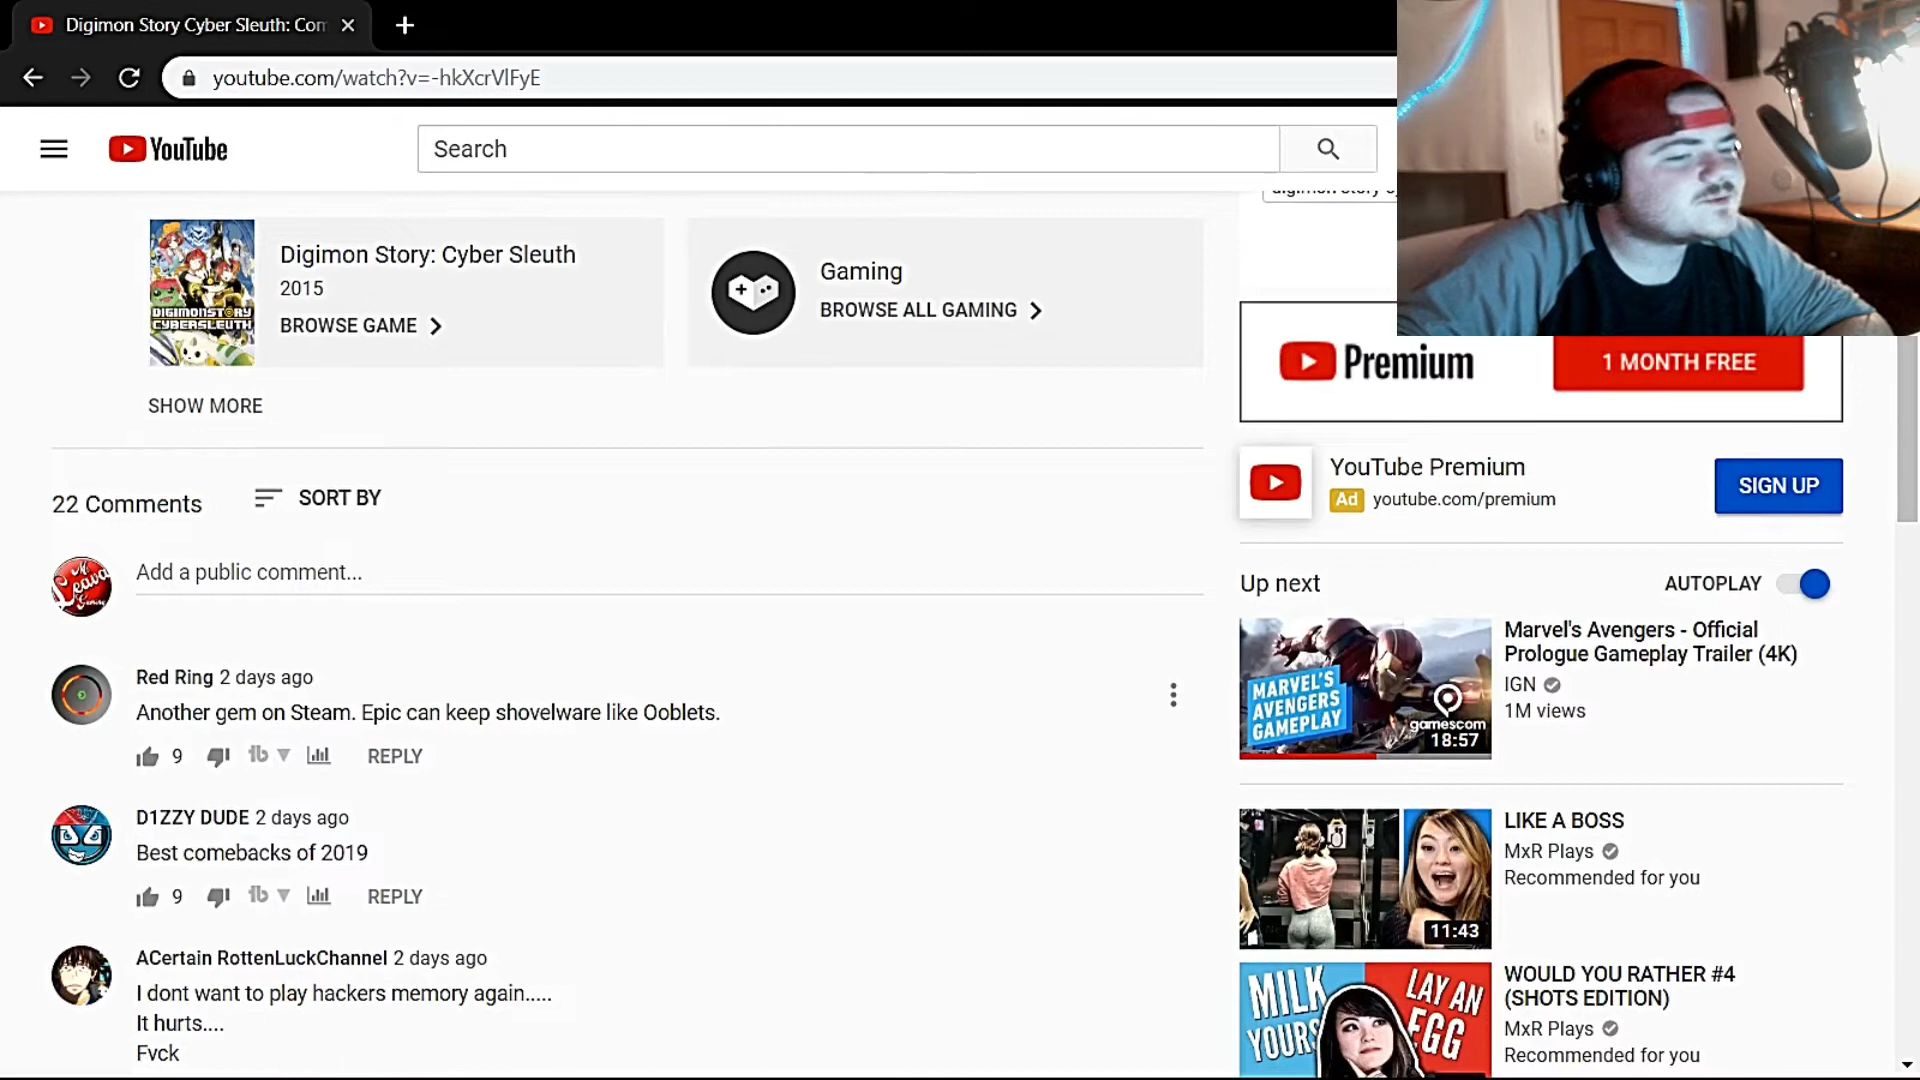 Digimon Story Cyber Sleuth: Com
youtube.com/watch?v=-hkXcrVlFyE
YouTube
Search
Digimon Story: Cyber Sleuth
2015
BROWSE GAME
DIGIMONSTORY
CYBERSLEUTH
Gaming
BROWSE ALL GAMING
SHOW MORE
22 Comments
SORT BY
Add a public comment...
Red Ring 2 days ago
Another gem on Steam. Epic can keep shovelware like Ooblets.
9
REPLY
D1ZZY DUDE 2 days ago
Best comebacks of 2019
9
REPLY
ACertain RottenLuckChannel 2 days ago
I dont want to play hackers memory again.....
It hurts....
Fvck
Premium
1 MONTH FREE
YouTube Premium
Ad youtube.com/premium
SIGN UP
Up next
AUTOPLAY
MARVEL'S
AVENGERS
GAMEPLAY
gamescom
18:57
Marvel's Avengers - Official
Prologue Gameplay Trailer (4K)
IGN
1M views
11:43
LIKE A BOSS
MxR Plays
Recommended for you
MILK
YOURS
LAY AN
EGG
WOULD YOU RATHER #4
(SHOTS EDITION)
MxR Plays
Recommended for you